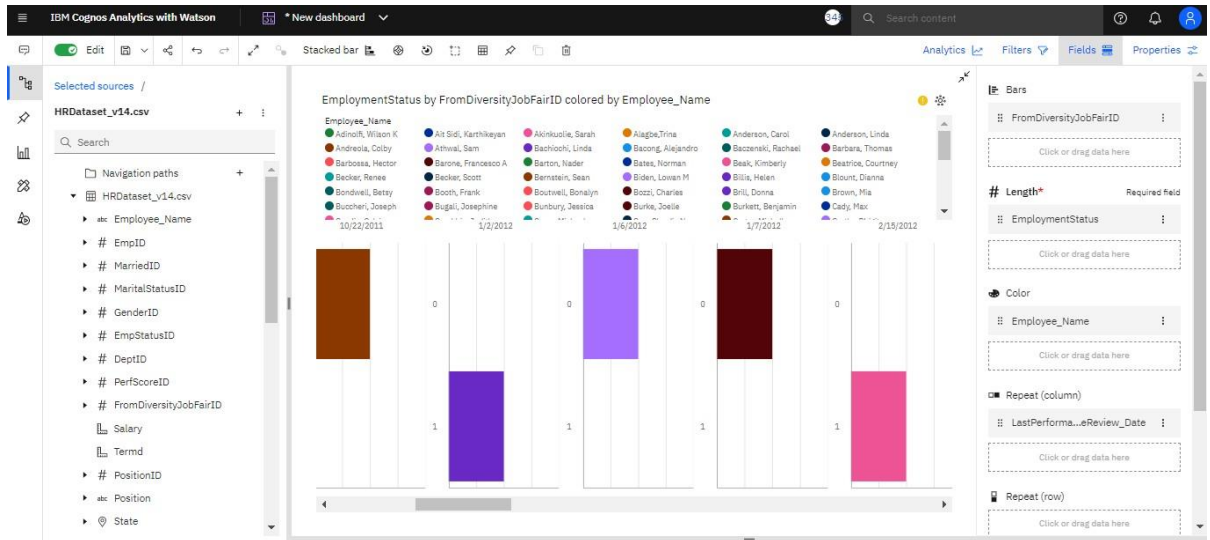 IBM Cognos Analytics with Watson
* New dashboard
Search content
Edit
Stacked bar
Analytics
Filters
Fields
Properties
Selected sources /
HRDataset_v14.csv
Search
Navigation paths
HRDataset_v14.csv
abc Employee_Name
# EmpID
# MarriedID
# MaritalStatusID
# GenderID
# EmpStatusID
# DeptID
# PerfScoreID
# FromDiversityJobFairID
Salary
Termd
# PositionID
abc Position
State
EmploymentStatus by FromDiversityJobFairID colored by Employee_Name
Employee_Name
Adinolfi, Wilson K Ait Sidi, Karthikeyan Akinkuolie, Sarah Alagbe,Trina Anderson, Carol Anderson, Linda
Andreola, Colby Athwal, Sam Bachiochi, Linda Bacong, Alejandro Baczenski, Rachael Barbara, Thomas
Barbossa, Hector Barone, Francesco A Barton, Nader Bates, Norman Beak, Kimberly Beatrice, Courtney
Becker, Renee Becker, Scott Bernstein, Sean Biden, Lowan M Billis, Helen Blount, Dianna
Bondwell, Betsy Booth, Frank Boutwell, Bonalyn Bozzi, Charles Brill, Donna Brown, Mia
Buccheri, Joseph Bugali, Josephine Bunbury, Jessica Burke, Joelle Burkett, Benjamin Cady, Max
10/22/2011 1/2/2012 1/6/2012 1/7/2012 2/15/2012
0 0 0 0
1 1 1 1
Bars
FromDiversityJobFairID
Click or drag data here
# Length* Required field
EmploymentStatus
Click or drag data here
Color
Employee_Name
Click or drag data here
Repeat (column)
LastPerforma...eReview_Date
Click or drag data here
Repeat (row)
Click or drag data here